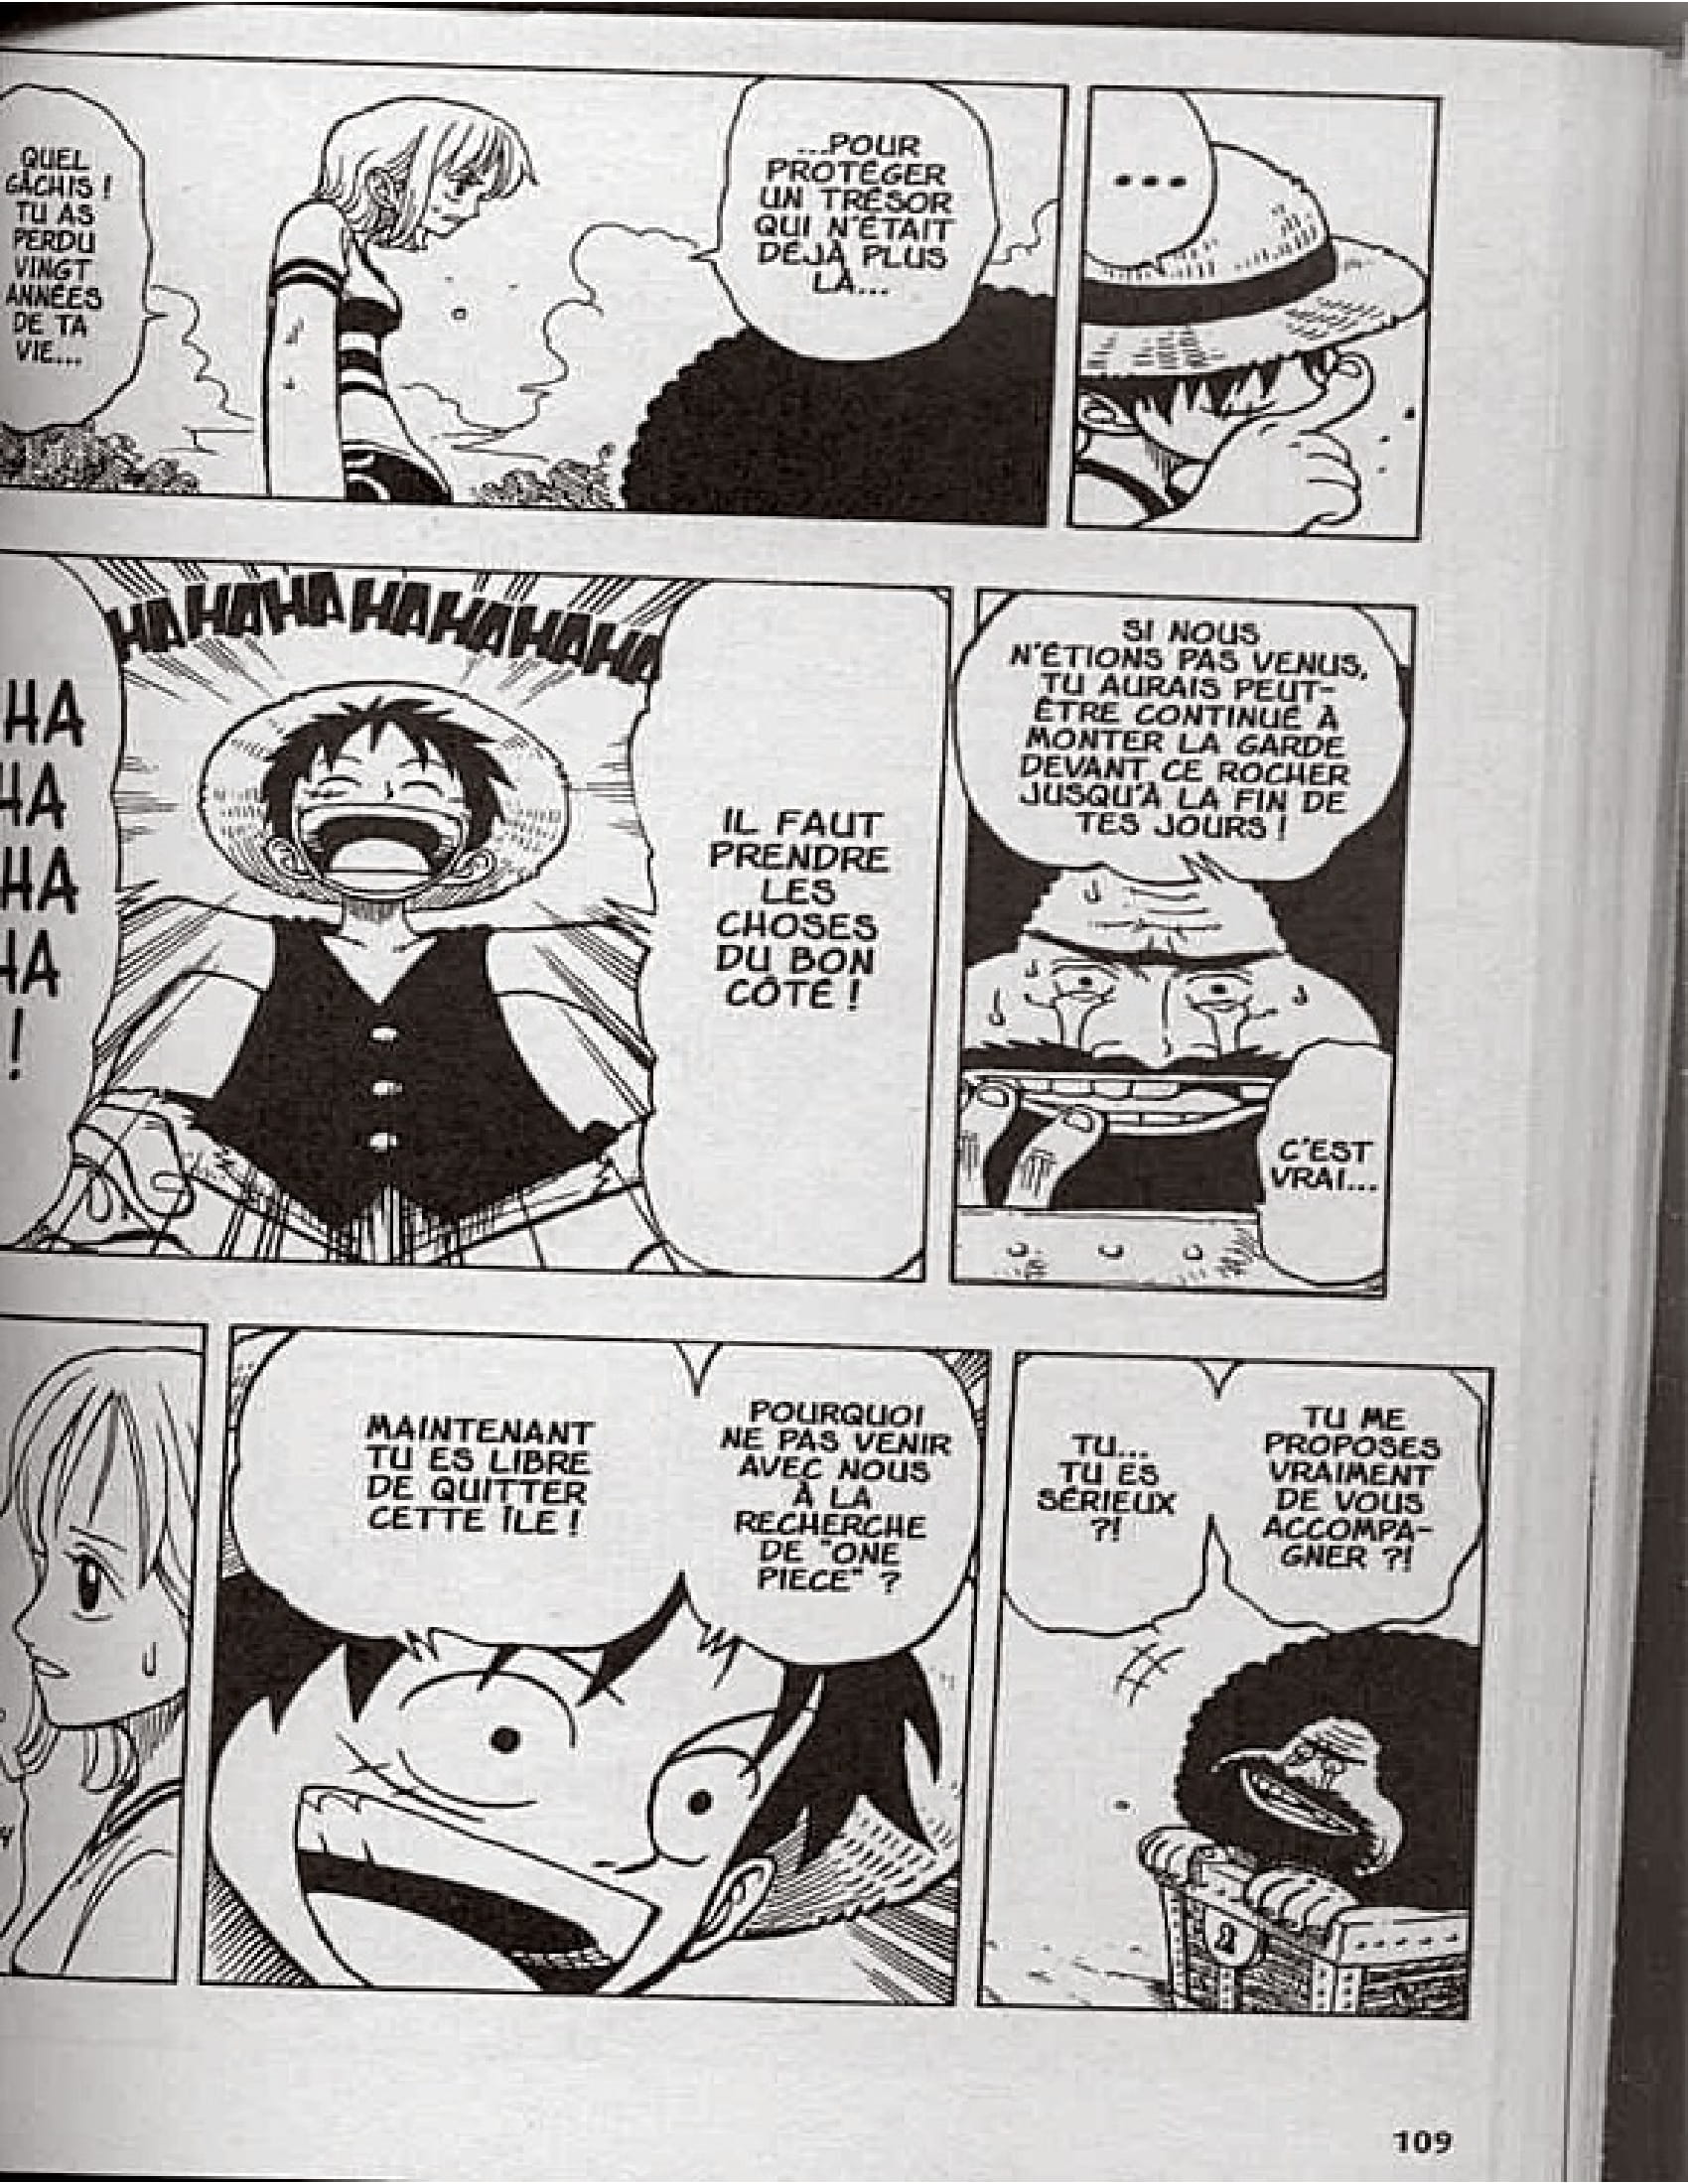 ...
...POUR
PROTÉGER
UN TRÉSOR
QUI N'ÉTAIT
DÉJÀ PLUS
LÀ...
QUEL
GÂCHIS !
TU AS
PERDU
VINGT
ANNÉES
DE TA
VIE...
SI NOUS
N'ÉTIONS PAS VENUS,
TU AURAIS PEUT-
ÊTRE CONTINUÉ À
MONTER LA GARDE
DEVANT CE ROCHER
JUSQU'À LA FIN DE
TES JOURS !
C'EST
VRAI...
IL FAUT
PRENDRE
LES
CHOSES
DU BON
CÔTÉ !
HAHAHAHAHAHAHA
HA
HA
HA
HA
!
TU ME
PROPOSES
VRAIMENT
DE VOUS
ACCOMPA-
GNER ?!
TU...
TU ES
SÉRIEUX
?!
POURQUOI
NE PAS VENIR
AVEC NOUS
À LA
RECHERCHE
DE "ONE
PIECE" ?
MAINTENANT
TU ES LIBRE
DE QUITTER
CETTE ÎLE !
109